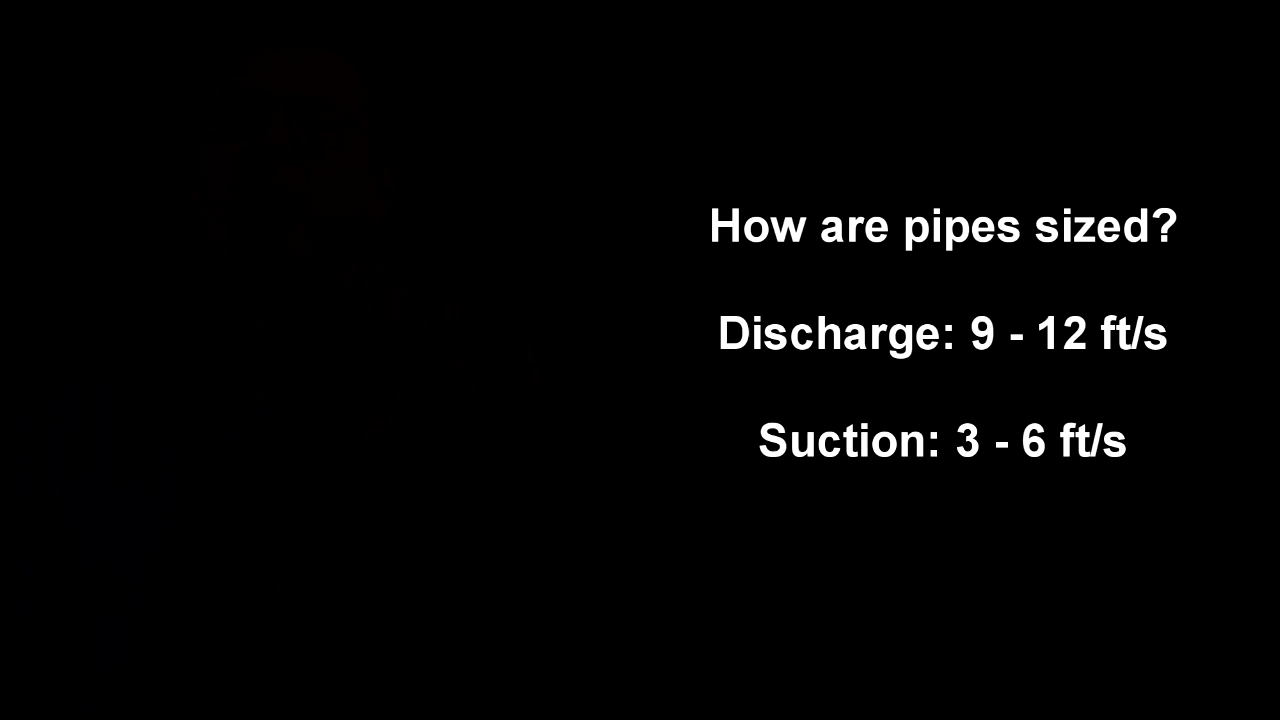 How are pipes sized?
Discharge: 9 - 12 ft/s
Suction: 3 - 6 ft/s